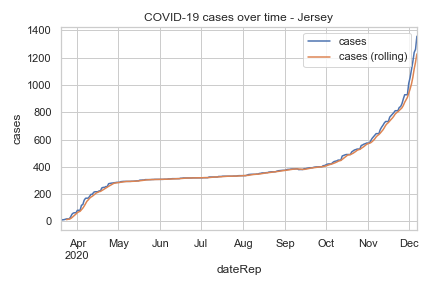 COVID-19 cases over time - Jersey
cases
cases (rolling)
1400
1200
1000
800
600
400
200
0
cases
Apr
2020
May
Jun
Jul
Aug
Sep
Oct
Nov
Dec
dateRep